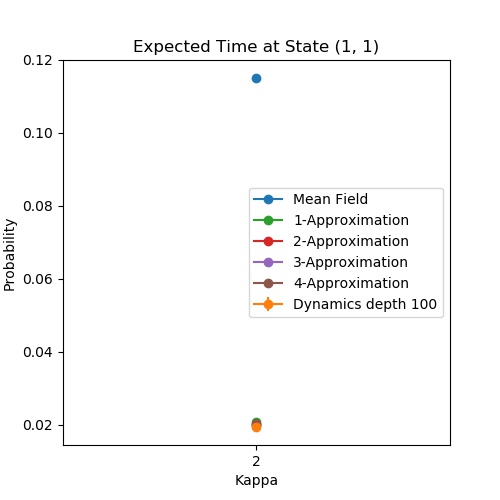 Expected Time at State (1, 1)
0.12
0.10
0.08
0.06
0.04
0.02
Probability
Mean Field
1-Approximation
2-Approximation
3-Approximation
4-Approximation
Dynamics depth 100
2
Kappa